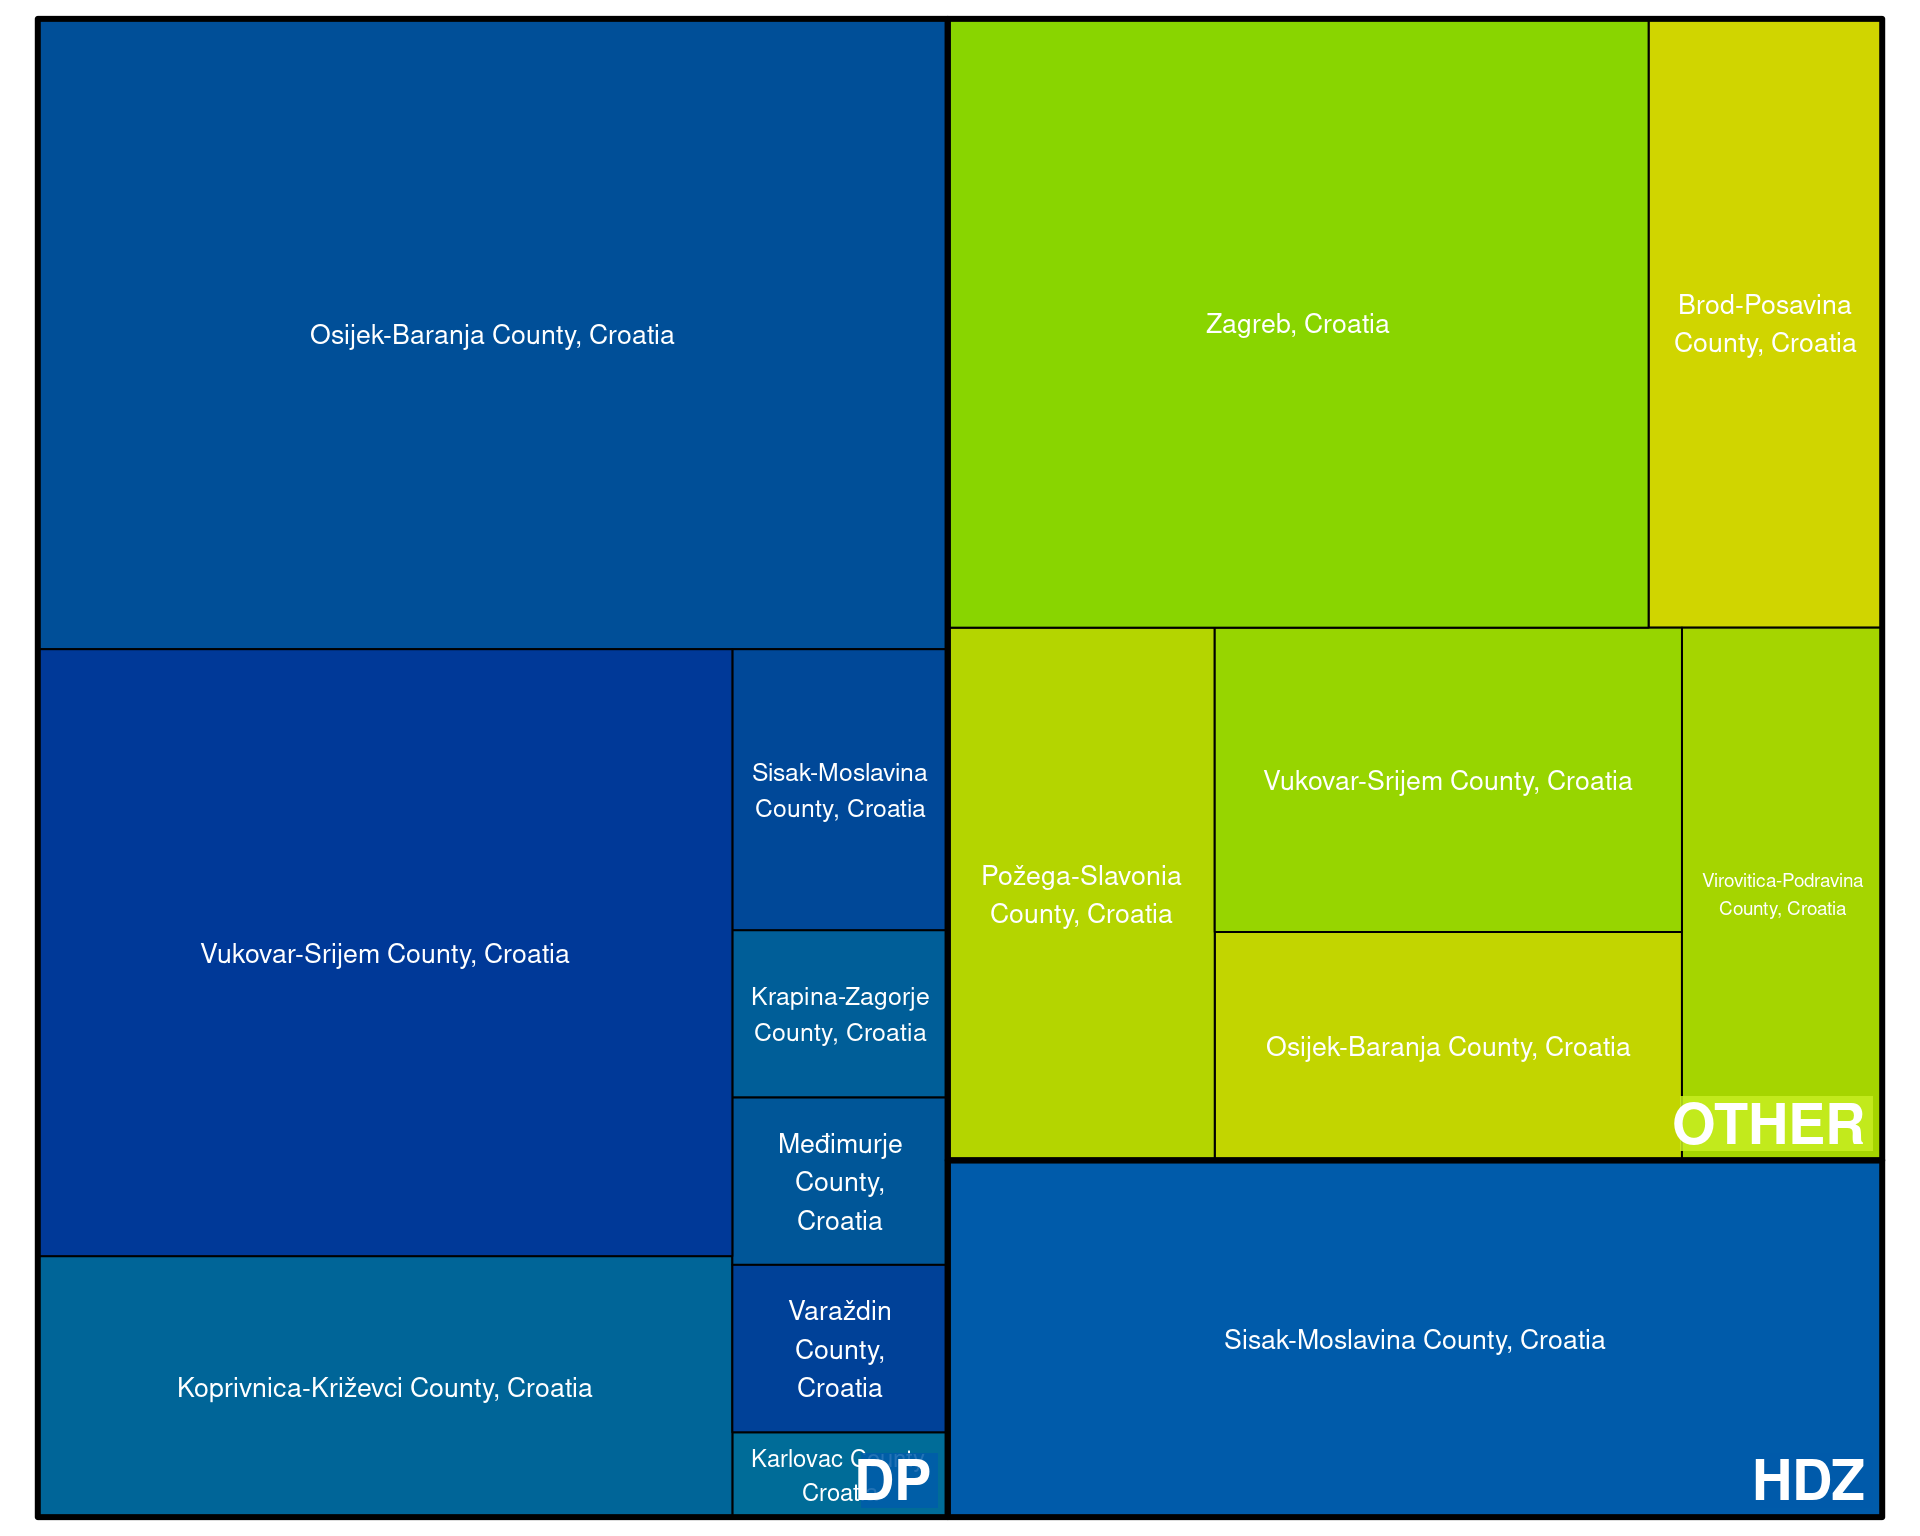 Osijek-Baranja County, Croatia
Vukovar-Srijem County, Croatia
Sisak-Moslavina
County, Croatia
Krapina-Zagorje
County, Croatia
Međimurje
County,
Croatia
Varaždin
County,
Croatia
Koprivnica-Križevci County, Croatia
Karlovac County,
Croatia
DP
Zagreb, Croatia
Brod-Posavina
County, Croatia
Požega-Slavonia
County, Croatia
Vukovar-Srijem County, Croatia
Osijek-Baranja County, Croatia
Virovitica-Podravina
County, Croatia
OTHER
Sisak-Moslavina County, Croatia
HDZ